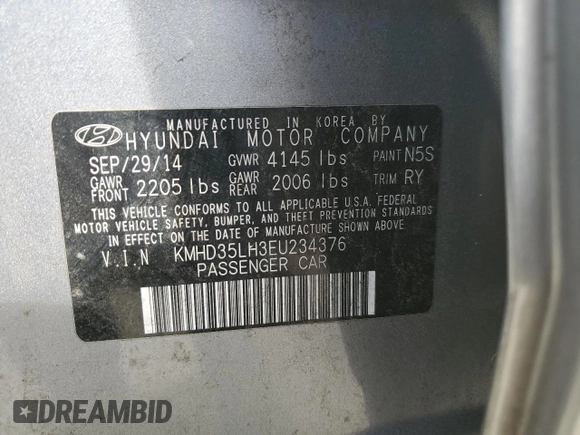 MANUFACTURED IN KOREA BY
HYUNDAI MOTOR COMPANY
SEP/29/14 GVWR 4145 lbs PAINT N5S
GAWR FRONT 2205 lbs GAWR REAR 2006 lbs TRIM RY
THIS VEHICLE CONFORMS TO ALL APPLICABLE U.S.A. FEDERAL
MOTOR VEHICLE SAFETY, BUMPER, AND THEFT PREVENTION STANDARDS
IN EFFECT ON THE DATE OF MANUFACTURE SHOWN ABOVE.
V.I.N KMHD35LH3EU234376
PASSENGER CAR
DREAMBID